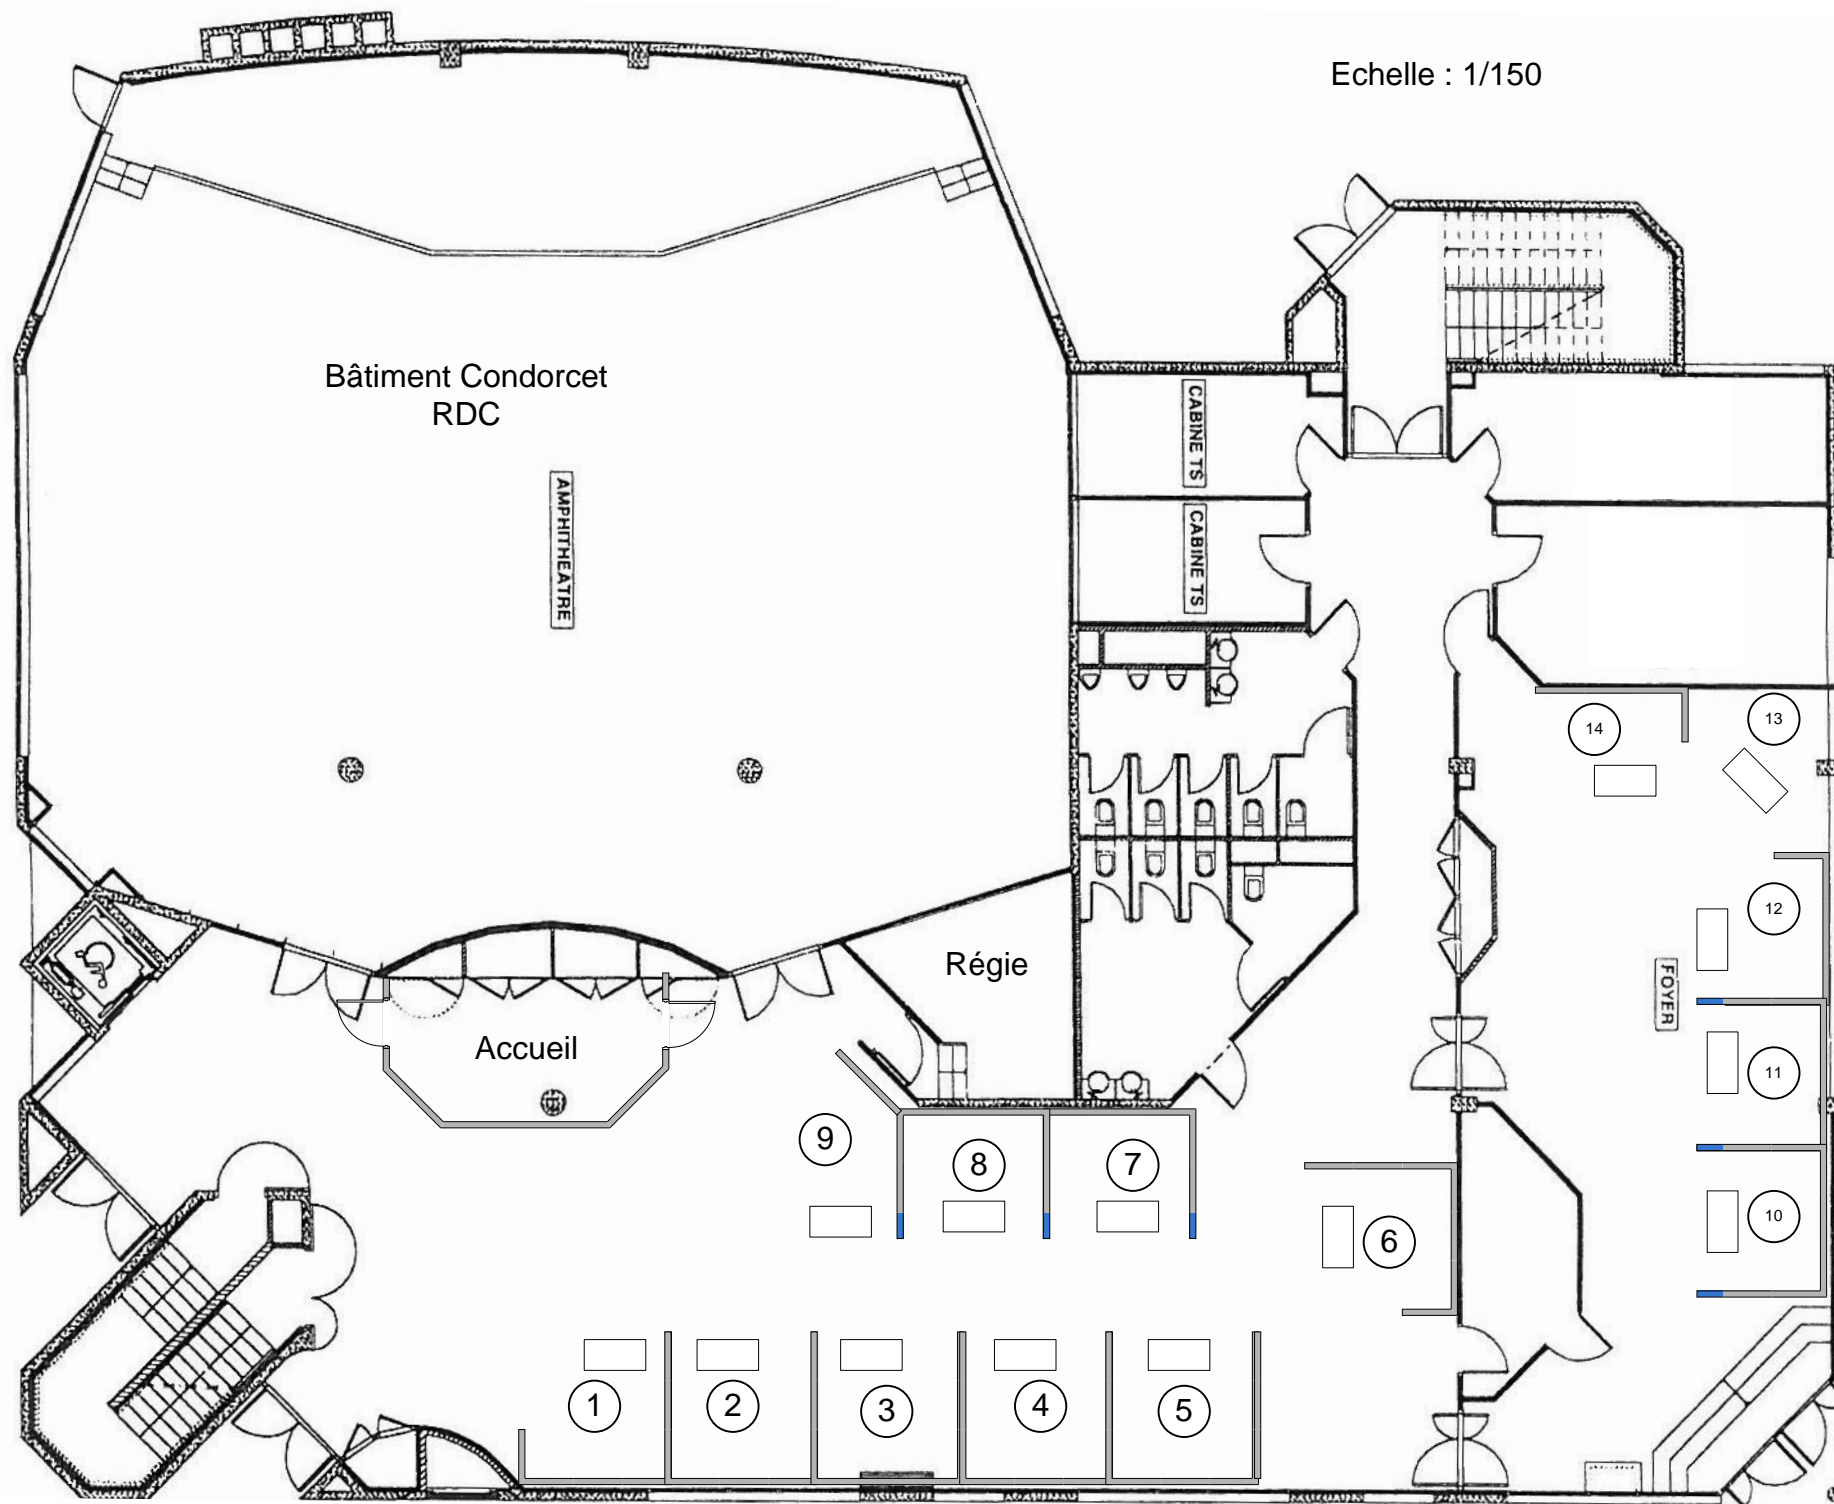 Echelle : 1/150
Bâtiment Condorcet
RDC
CABINE TS
AMPHITHEATRE
CABINE TS
14
13
12
Régie
FOYER
Accueil
11
9
8
7
10
6
1
2
3
4
5